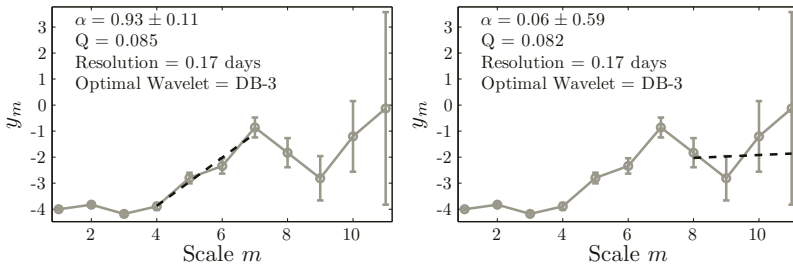 α = 0.93 ± 0.11
Q = 0.085
Resolution = 0.17 days
Optimal Wavelet = DB-3
3
2
1
0
-1
-2
-3
-4
y_m
2 4 6 8 10
Scale m
α = 0.06 ± 0.59
Q = 0.082
Resolution = 0.17 days
Optimal Wavelet = DB-3
3
2
1
0
-1
-2
-3
-4
y_m
2 4 6 8 10
Scale m